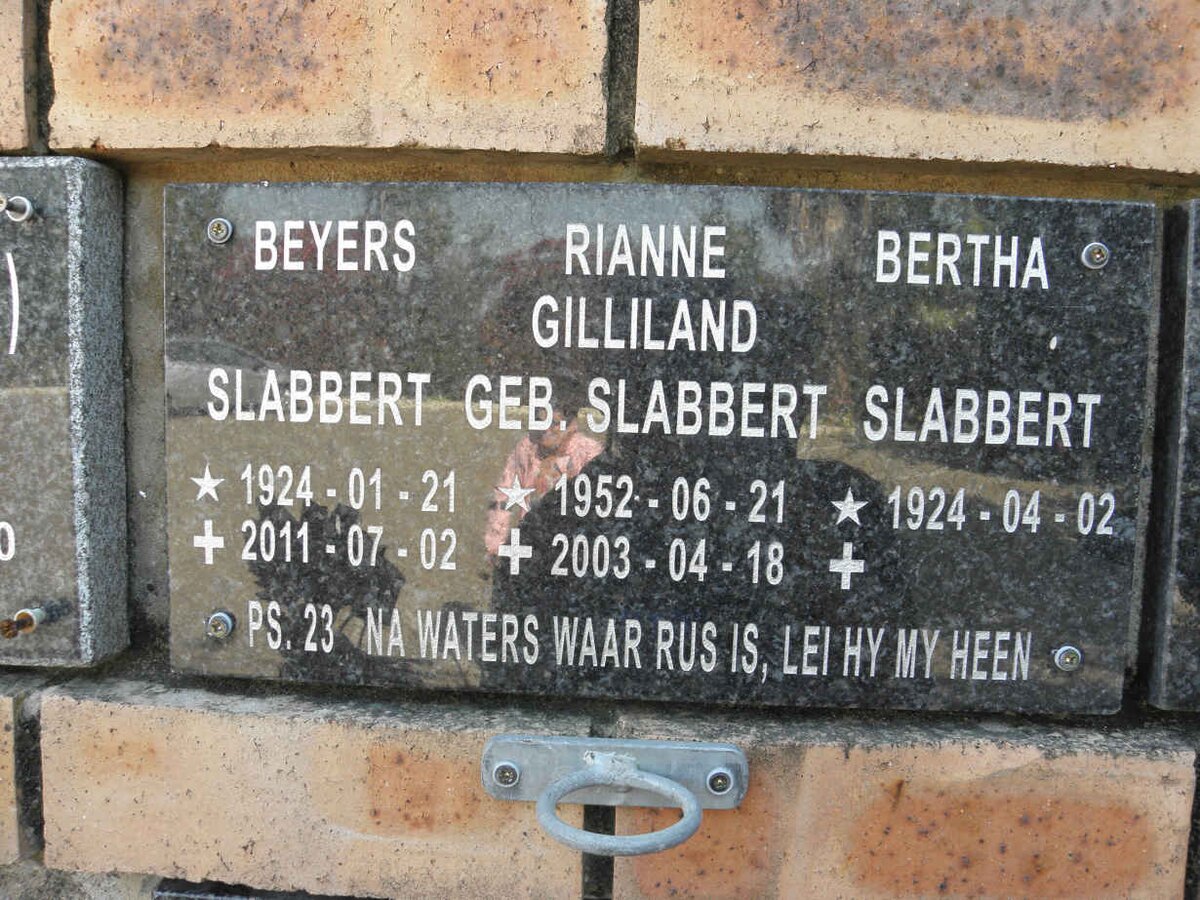 BEYERS RIANNE BERTHA
GILLILAND
SLABBERT GEB. SLABBERT SLABBERT
1924 - 01 - 21 1952 - 06 - 21 1924 - 04 - 02
2011 - 07 - 02 2003 - 04 - 18
PS. 23 NA WATERS WAAR RUS IS, LEI HY MY HEEN